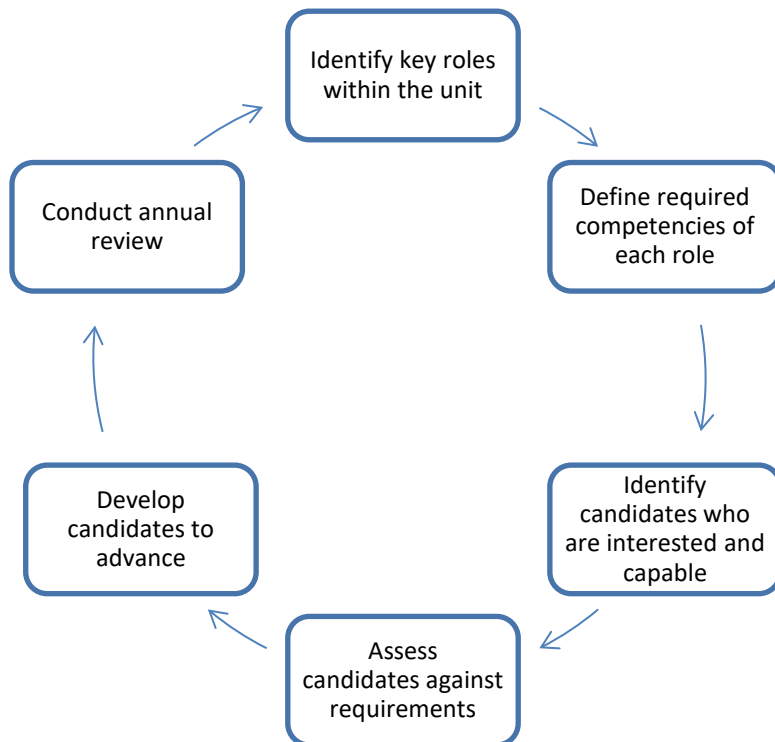 Identify key roles
within the unit
Define required
competencies of
each role
Identify
candidates who
are interested and
capable
Assess
candidates against
requirements
Develop
candidates to
advance
Conduct annual
review